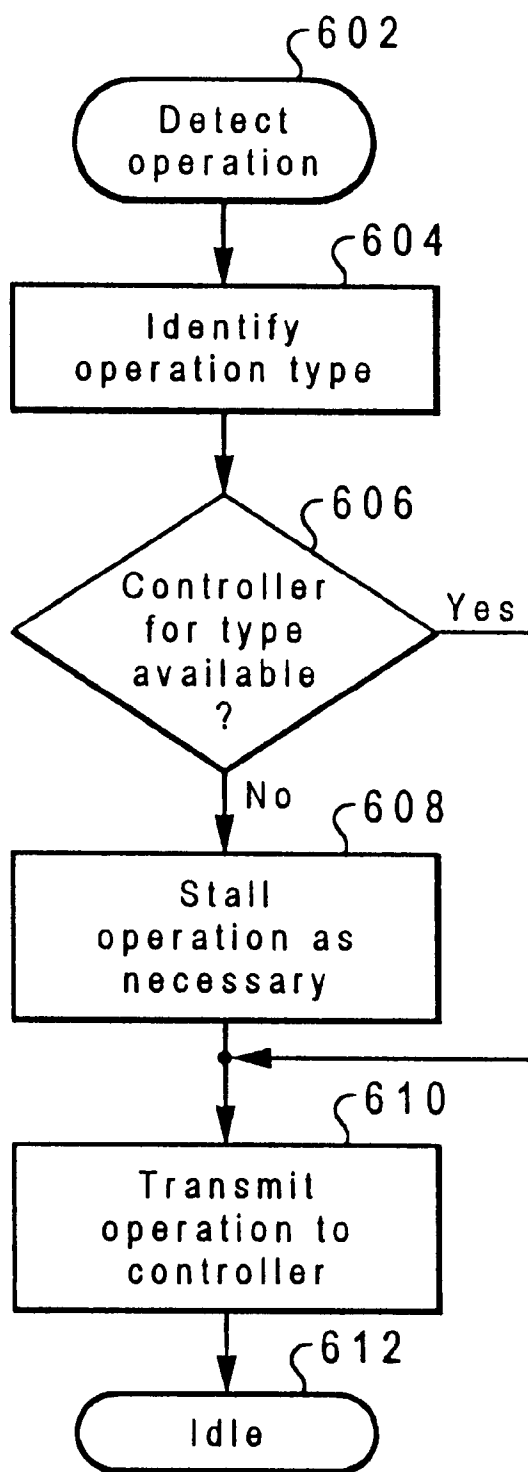 602
Detect
operation
604
Identify
operation type
606
Controller
for type
available
?
Yes
No
608
Stall
operation as
necessary
610
Transmit
operation to
controller
612
Idle